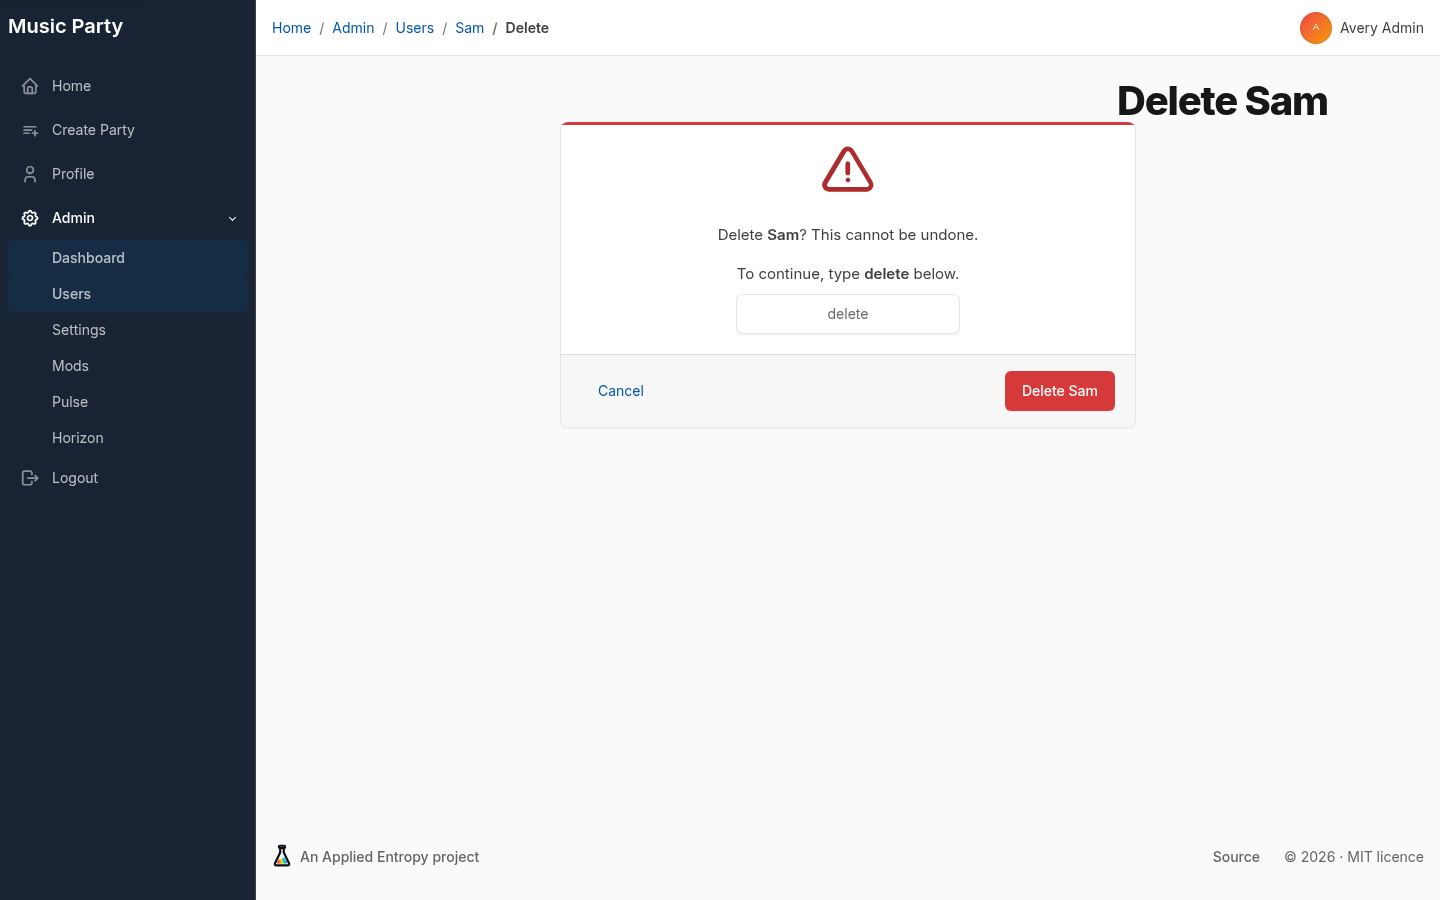 Music Party
Home / Admin / Users / Sam / Delete
A
Avery Admin
Home
Create Party
Profile
Admin
Dashboard
Users
Settings
Mods
Pulse
Horizon
Logout
Delete Sam
Delete Sam? This cannot be undone.
To continue, type delete below.
delete
Cancel
Delete Sam
An Applied Entropy project
Source
© 2026 · MIT licence